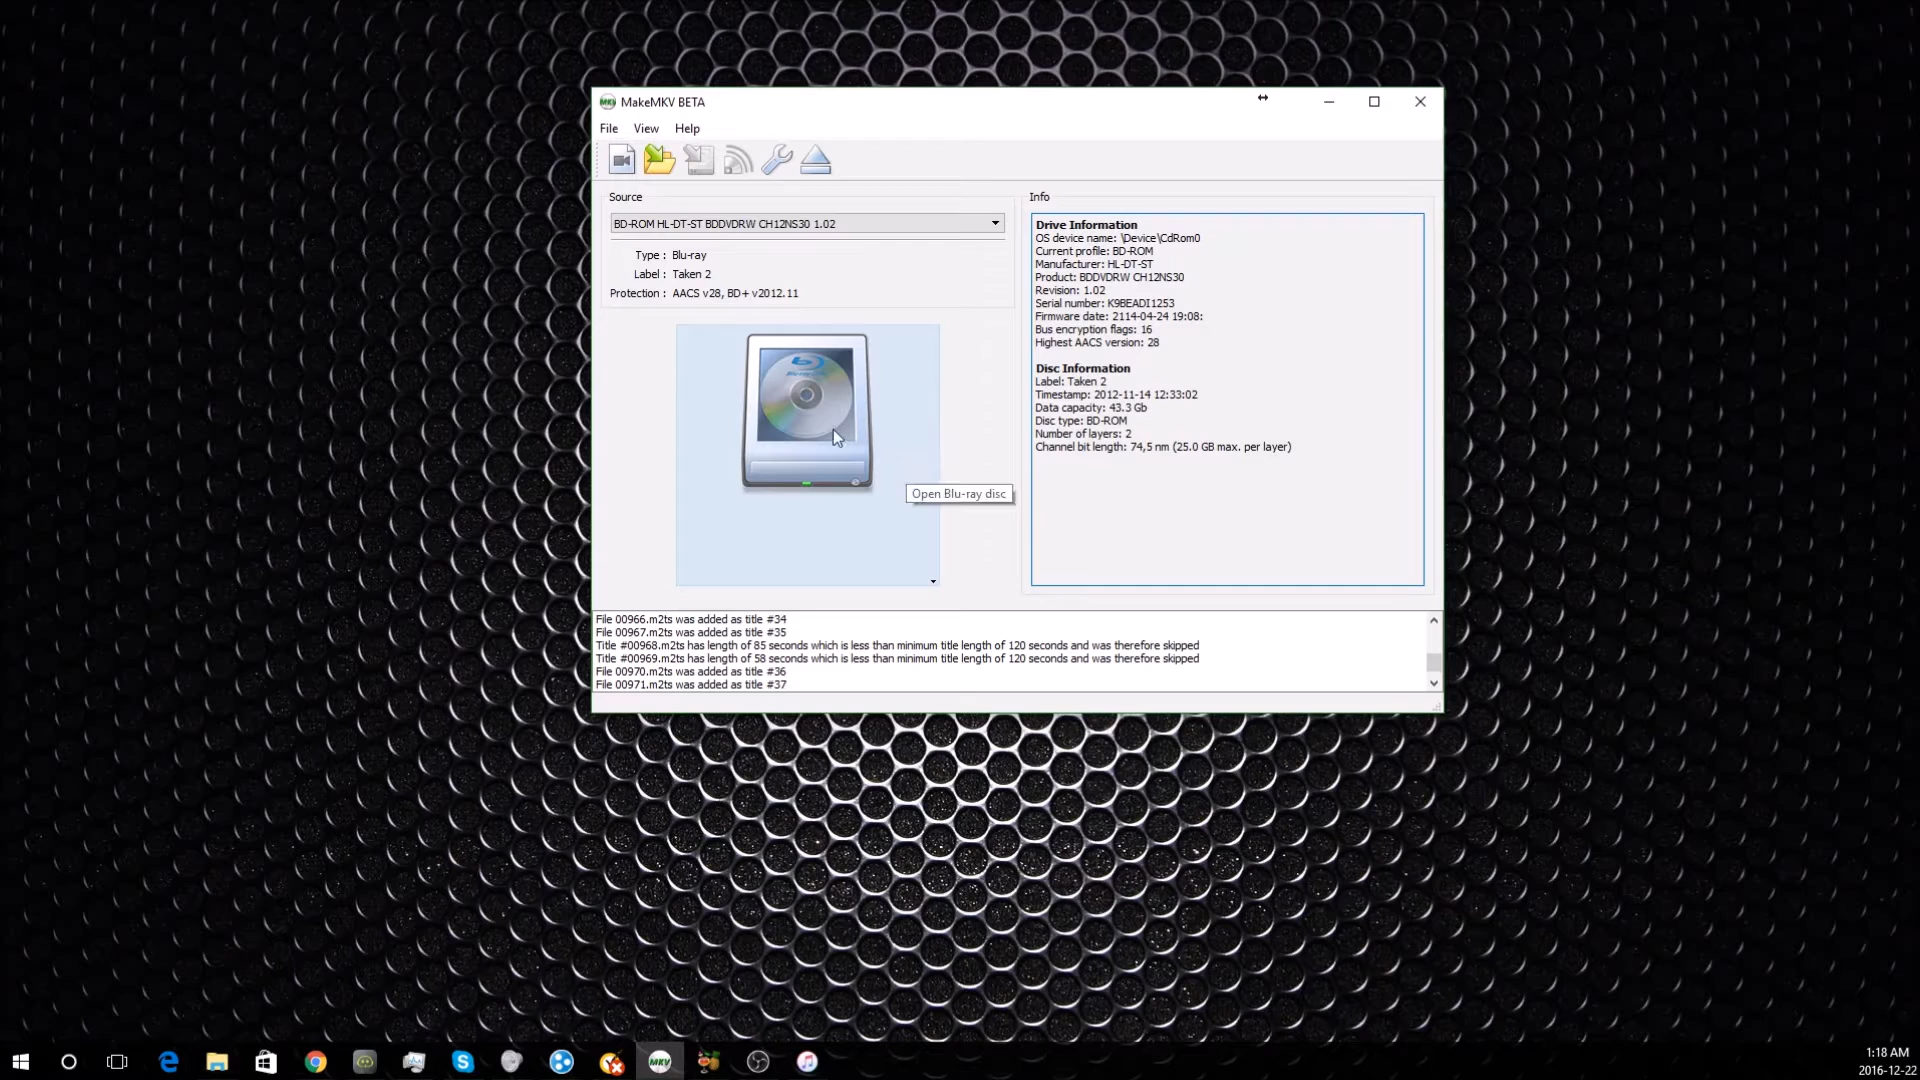 MakeMKV BETA
File View Help
Source
BD-ROM HL-DT-ST BDDVDRW CH12NS30 1.02
Type : Blu-ray
Label : Taken 2
Protection : AACS v28, BD+ v2012.11
Open Blu-ray disc
Info
Drive Information
OS device name: \Device\CdRom0
Current profile: BD-ROM
Manufacturer: HL-DT-ST
Product: BDDVDRW CH12NS30
Revision: 1.02
Serial number: K9BEADI1253
Firmware date: 2114-04-24 19:08:
Bus encryption flags: 16
Highest AACS version: 28
Disc Information
Label: Taken 2
Timestamp: 2012-11-14 12:33:02
Data capacity: 43.3 Gb
Disc type: BD-ROM
Number of layers: 2
Channel bit length: 74,5 nm (25.0 GB max. per layer)
File 00966.m2ts was added as title #34
File 00967.m2ts was added as title #35
Title #00968.m2ts has length of 85 seconds which is less than minimum title length of 120 seconds and was therefore skipped
Title #00969.m2ts has length of 58 seconds which is less than minimum title length of 120 seconds and was therefore skipped
File 00970.m2ts was added as title #36
File 00971.m2ts was added as title #37
MKV
1:18 AM
2016-12-22